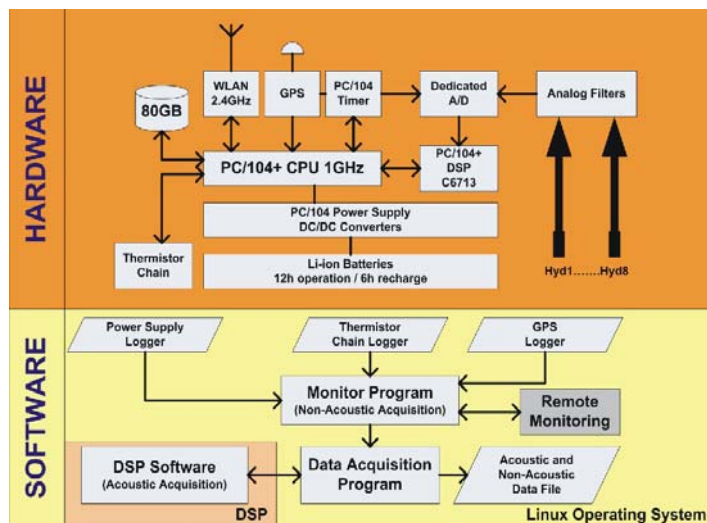 HARDWARE
WLAN
2.4GHz
GPS
PC/104
Timer
Dedicated
A/D
Analog Filters
80GB
PC/104+ CPU 1GHz
PC/104+
DSP
C6713
PC/104 Power Supply
DC/DC Converters
Thermistor
Chain
Li-ion Batteries
12h operation / 6h recharge
Hyd1.......Hyd8
SOFTWARE
Power Supply
Logger
Thermistor
Chain Logger
GPS
Logger
Monitor Program
(Non-Acoustic Acquisition)
Remote
Monitoring
DSP Software
(Acoustic Acquisition)
Data Acquisition
Program
Acoustic and
Non-Acoustic
Data File
DSP
Linux Operating System